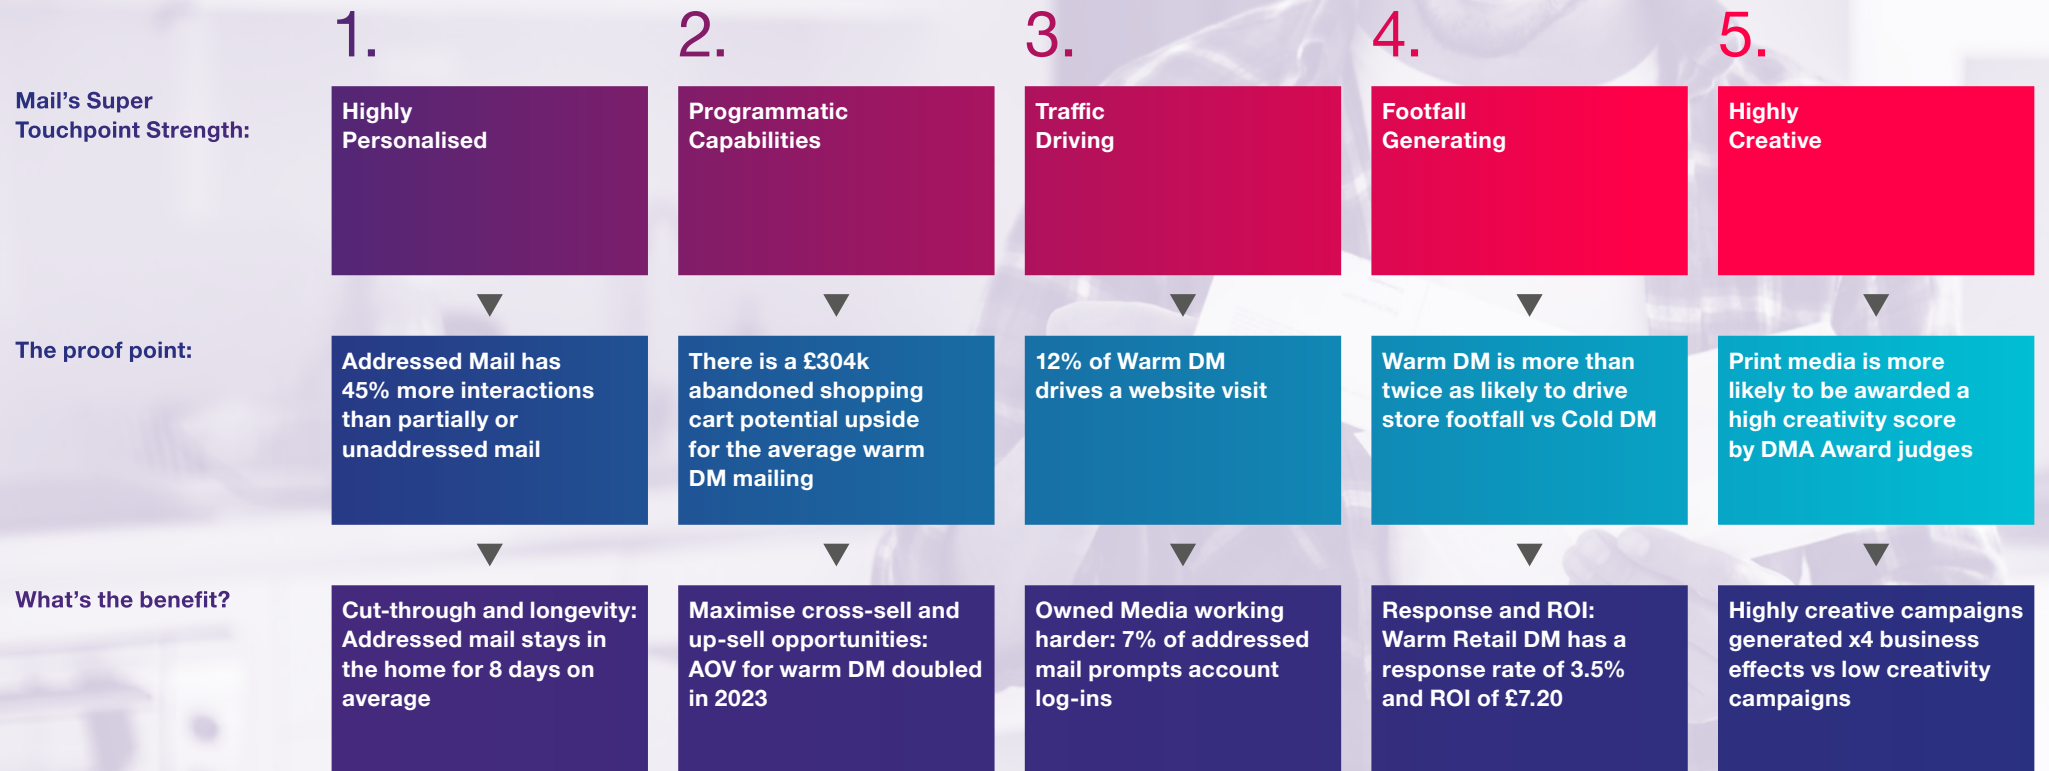 1.
2.
3.
4.
5.
Mail's Super
Touchpoint Strength:
Highly
Personalised
Programmatic
Capabilities
Traffic
Driving
Footfall
Generating
Highly
Creative
The proof point:
Addressed Mail has
45% more interactions
than partially or
unaddressed mail
There is a £304k
abandoned shopping
cart potential upside
for the average warm
DM mailing
12% of Warm DM
drives a website visit
Warm DM is more than
twice as likely to drive
store footfall vs Cold DM
Print media is more
likely to be awarded a
high creativity score
by DMA Award judges
What's the benefit?
Cut-through and longevity:
Addressed mail stays in
the home for 8 days on
average
Maximise cross-sell and
up-sell opportunities:
AOV for warm DM doubled
in 2023
Owned Media working
harder: 7% of addressed
mail prompts account
log-ins
Response and ROI:
Warm Retail DM has a
response rate of 3.5%
and ROI of £7.20
Highly creative campaigns
generated x4 business
effects vs low creativity
campaigns